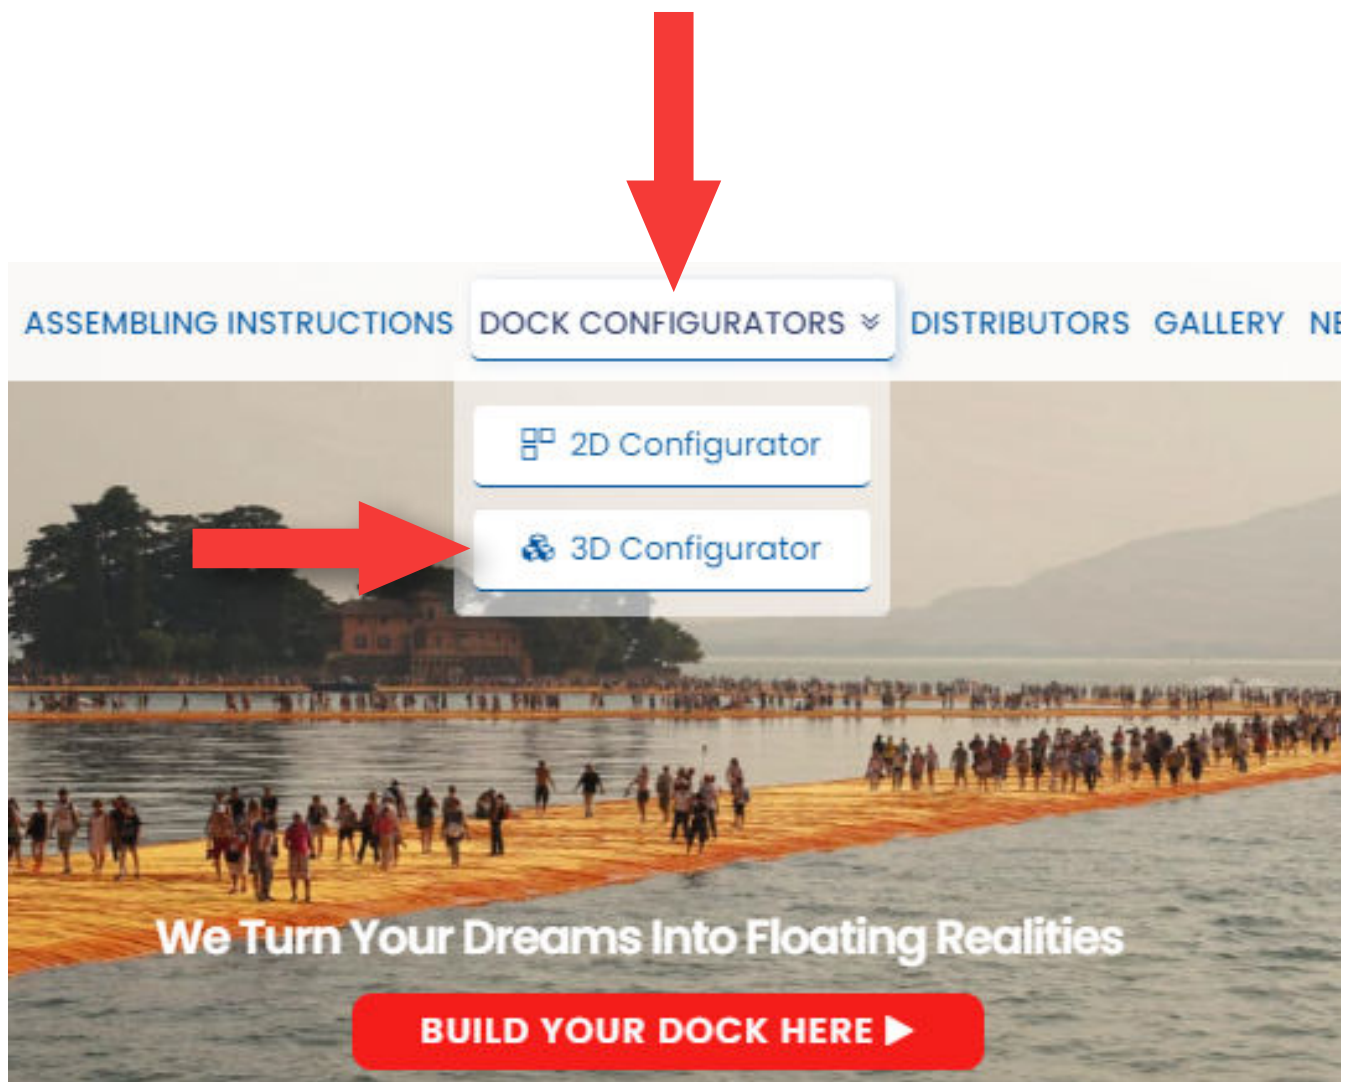 ASSEMBLING INSTRUCTIONS DOCK CONFIGURATORS DISTRIBUTORS GALLERY NE
2D Configurator
3D Configurator
We Turn Your Dreams Into Floating Realities
BUILD YOUR DOCK HERE